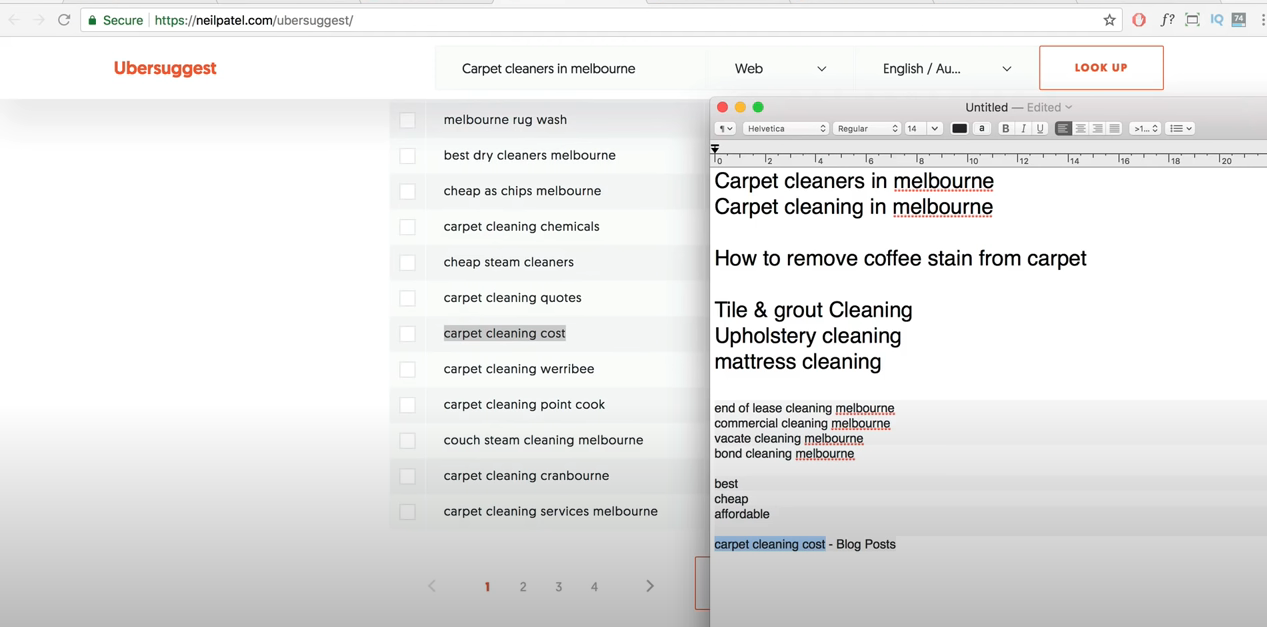 Secure https://neilpatel.com/ubersuggest/
f?
IQ
74
Ubersuggest
Carpet cleaners in melbourne
Web
English / Au...
LOOK UP
melbourne rug wash
best dry cleaners melbourne
cheap as chips melbourne
carpet cleaning chemicals
cheap steam cleaners
carpet cleaning quotes
carpet cleaning cost
carpet cleaning werribee
carpet cleaning point cook
couch steam cleaning melbourne
carpet cleaning cranbourne
carpet cleaning services melbourne
1 2 3 4
Untitled — Edited
¶ Helvetica Regular 14 a B I U >1...
0 2 4 6 8 10 12 14 16 18 20
Carpet cleaners in melbourne
Carpet cleaning in melbourne
How to remove coffee stain from carpet
Tile & grout Cleaning
Upholstery cleaning
mattress cleaning
end of lease cleaning melbourne
commercial cleaning melbourne
vacate cleaning melbourne
bond cleaning melbourne
best
cheap
affordable
carpet cleaning cost - Blog Posts